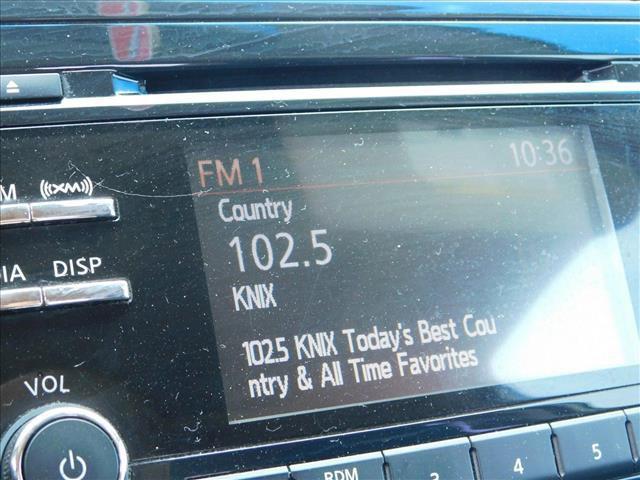 FM 1 10:36
M ((XM))
Country
102.5
IA DISP
KNIX
102.5 KNIX Today's Best Cou
ntry & All Time Favorites
VOL
RDM 3 4 5